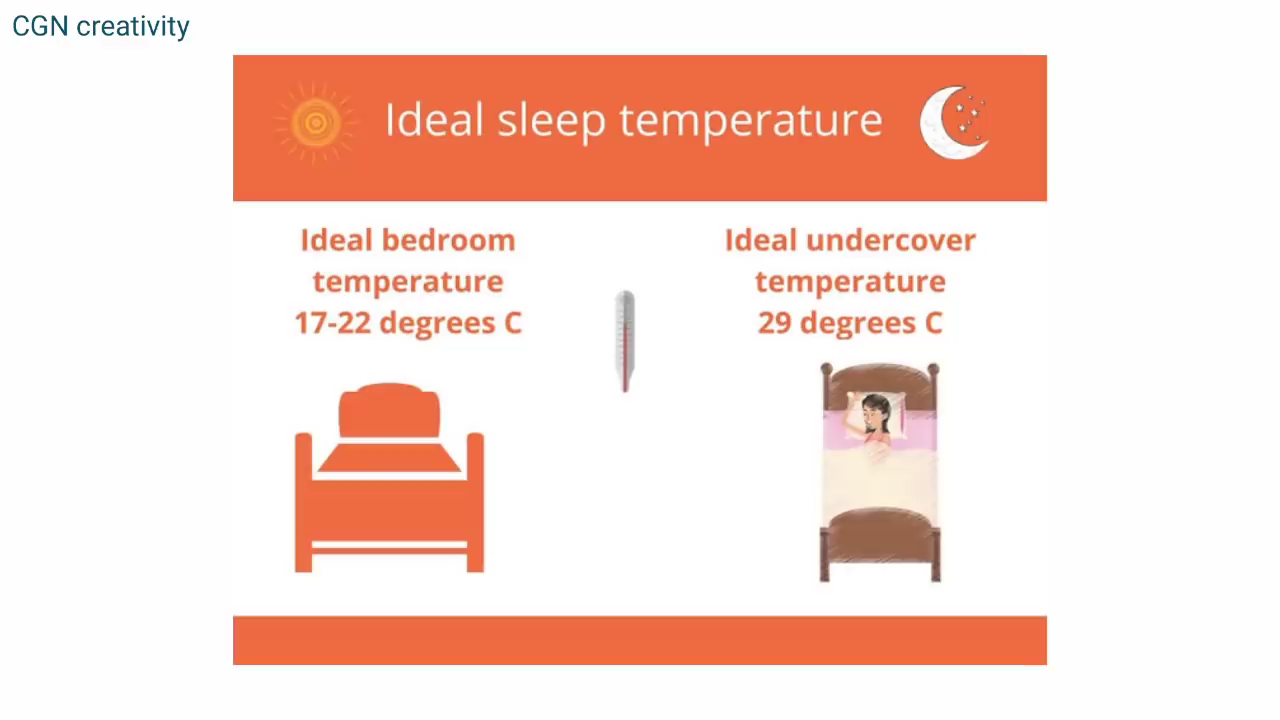 CGN creativity
Ideal sleep temperature
Ideal bedroom
temperature
17-22 degrees C
Ideal undercover
temperature
29 degrees C